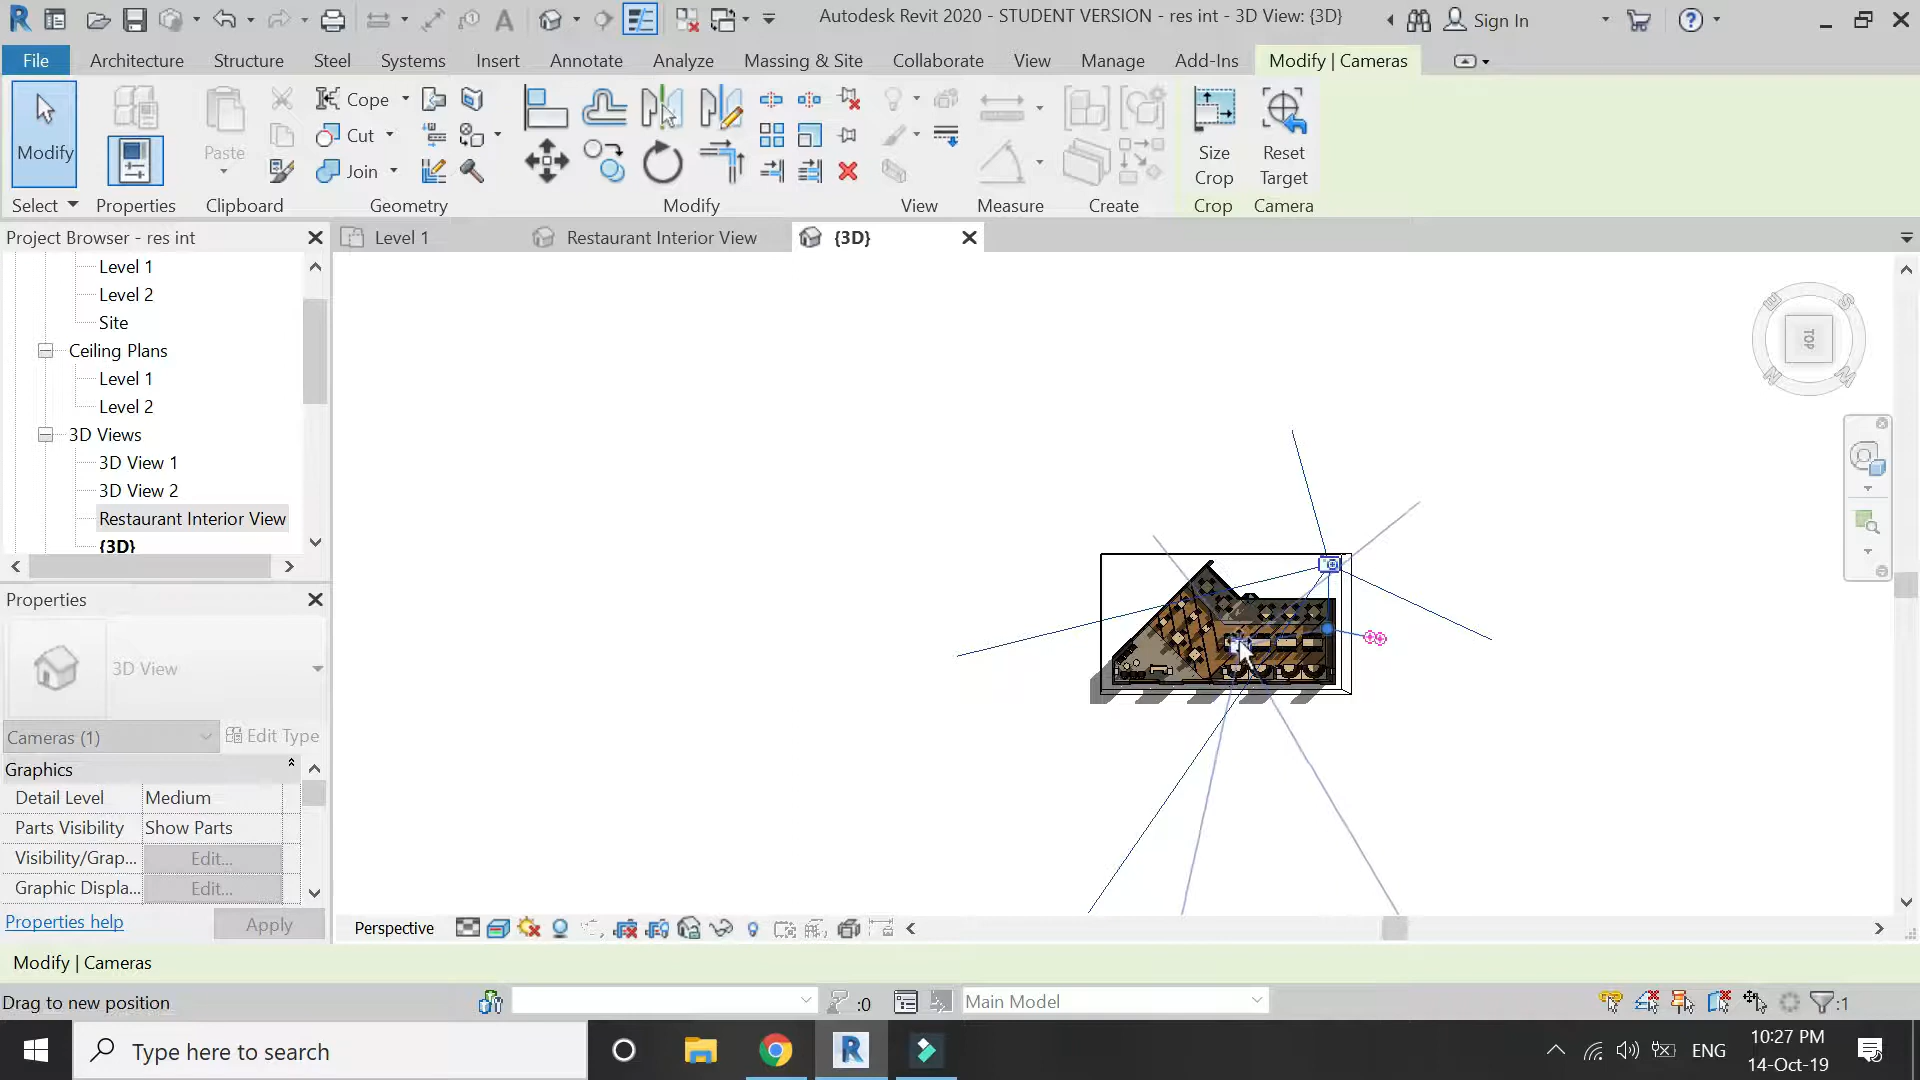 Autodesk Revit 2020 - STUDENT VERSION - res int - 3D View: {3D}
Sign In
File Architecture Structure Steel Systems Insert Annotate Analyze Massing & Site Collaborate View Manage Add-Ins Modify | Cameras
Modify
Paste
Cope
Cut
Join
Size Crop
Reset Target
Select Properties Clipboard Geometry Modify View Measure Create Crop Camera
Project Browser - res int
Level 1
Restaurant Interior View
{3D}
Level 1
Level 2
Site
Ceiling Plans
Level 1
Level 2
3D Views
3D View 1
3D View 2
Restaurant Interior View
{3D}
TOP
E
S
N
W
Properties
3D View
Cameras (1)
Edit Type
Graphics
Detail Level Medium
Parts Visibility Show Parts
Visibility/Grap... Edit...
Graphic Displa... Edit...
Properties help
Apply
Perspective
Modify | Cameras
Drag to new position
:0
Main Model
:1
Type here to search
ENG
10:27 PM
14-Oct-19